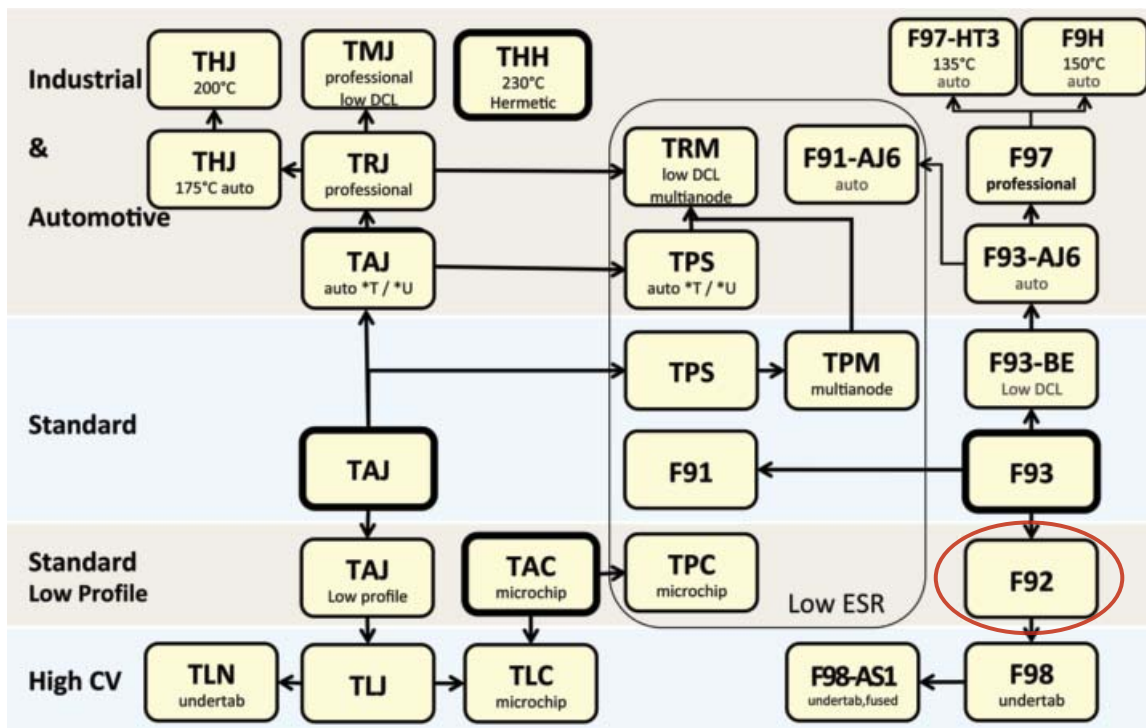 Industrial
&
Automotive
THJ
200°C
TMJ
professional
low DCL
THH
230°C
Hermetic
F97-HT3
135°C
auto
F9H
150°C
auto
THJ
175°C auto
TRJ
professional
TRM
low DCL
multianode
F91-AJ6
auto
F97
professional
TAJ
auto *T / *U
TPS
auto *T / *U
F93-AJ6
auto
Standard
TPS
TPM
multianode
F93-BE
Low DCL
TAJ
F91
F93
Standard
Low Profile
TAJ
Low profile
TAC
microchip
TPC
microchip
Low ESR
F92
High CV
TLN
undertab
TLJ
TLC
microchip
F98-AS1
undertab,fused
F98
undertab